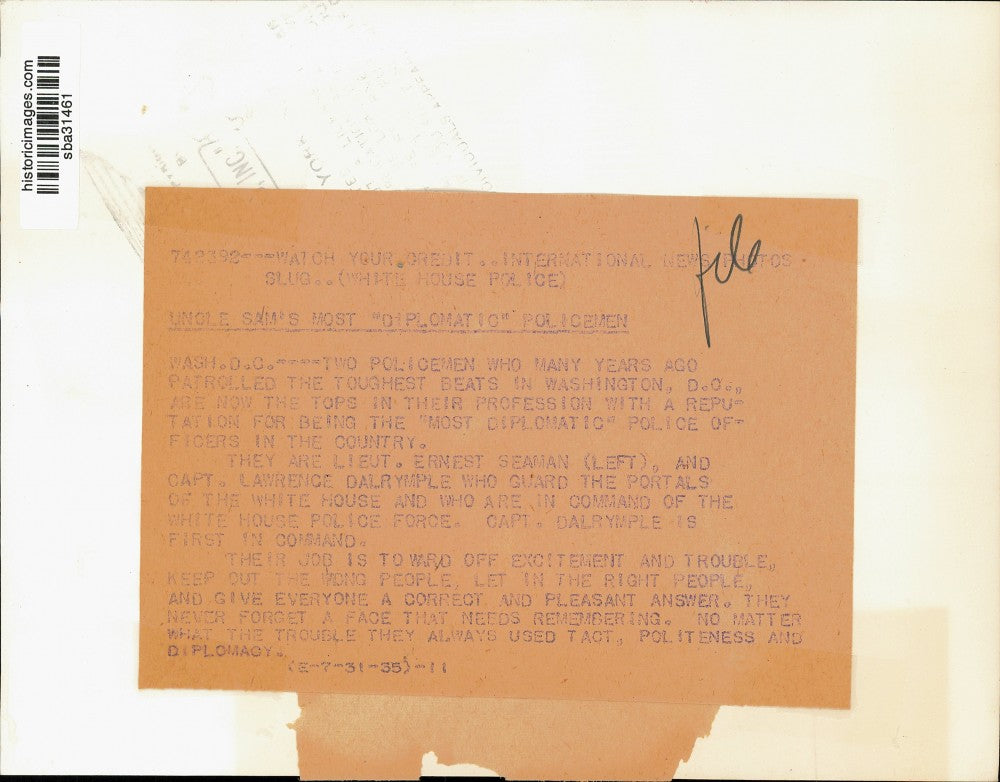 historicimages.com
sba31461
INC
YORK
file
742392---WATCH YOUR CREDIT..INTERNATIONAL NEWS PHOTOS
SLUG..(WHITE HOUSE POLICE)
UNCLE SAM'S MOST "DIPLOMATIC" POLICEMEN
WASH.D.C.----TWO POLICEMEN WHO MANY YEARS AGO
PATROLLED THE TOUGHEST BEATS IN WASHINGTON, D.C.,
ARE NOW THE TOPS IN THEIR PROFESSION WITH A REPU-
TATION FOR BEING THE "MOST DIPLOMATIC" POLICE OF-
FICERS IN THE COUNTRY.
THEY ARE LIEUT. ERNEST SEAMAN (LEFT), AND
CAPT. LAWRENCE DALRYMPLE WHO GUARD THE PORTALS
OF THE WHITE HOUSE AND WHO ARE IN COMMAND OF THE
WHITE HOUSE POLICE FORCE. CAPT. DALRYMPLE IS
FIRST IN COMMAND.
THEIR JOB IS TO WARD OFF EXCITEMENT AND TROUBLE,
KEEP OUT THE WONG PEOPLE, LET IN THE RIGHT PEOPLE,
AND GIVE EVERYONE A CORRECT AND PLEASANT ANSWER. THEY
NEVER FORGET A FACE THAT NEEDS REMEMBERING. NO MATTER
WHAT THE TROUBLE THEY ALWAYS USED TACT, POLITENESS AND
DIPLOMACY.
(E-7-31-35)-11